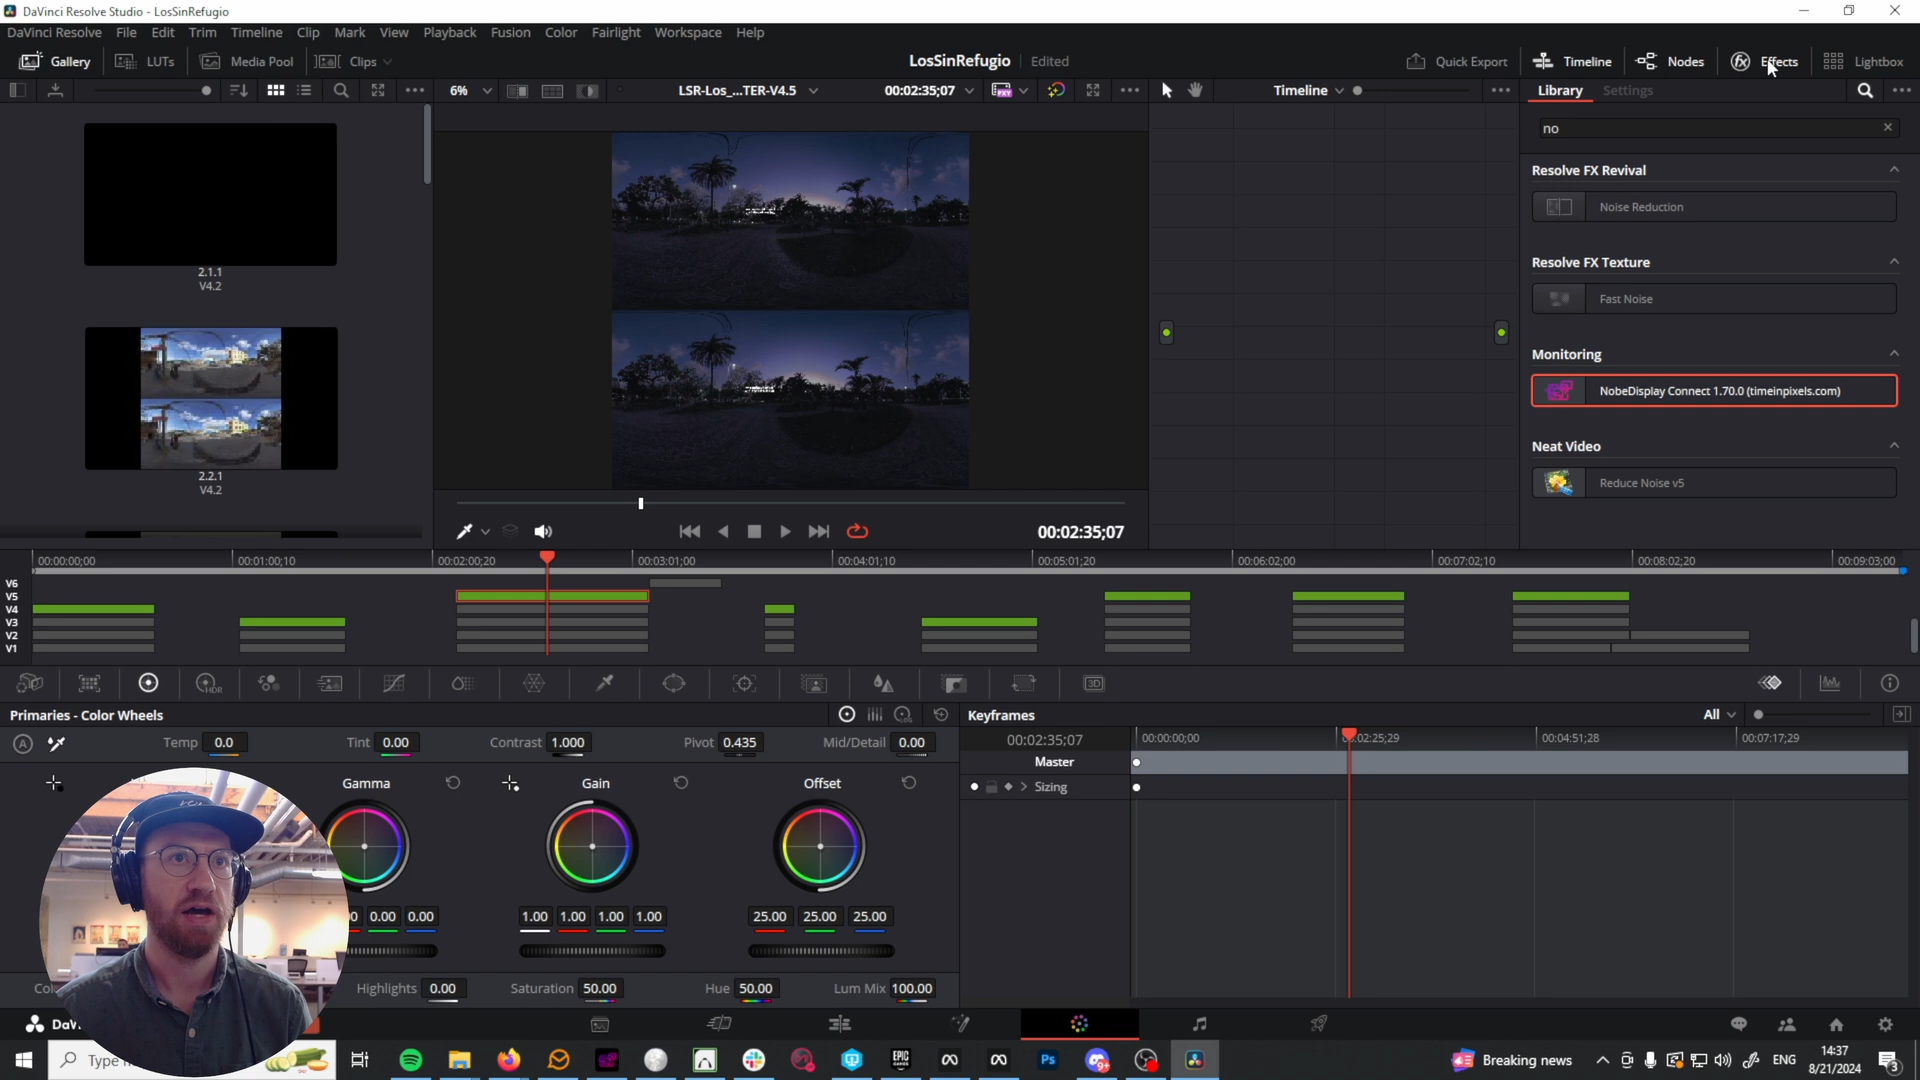 DaVinci Resolve Studio - LosSinRefugio
DaVinci Resolve File Edit Trim Timeline Clip Mark View Playback Fusion Color Fairlight Workspace Help
Gallery LUTs Media Pool Clips LosSinRefugio Edited Quick Export Timeline Nodes Effects Lightbox
6% LSR-Los_...TER-V4.5 00:02:35;07 Timeline Library Settings
no
Resolve FX Revival
Noise Reduction
Resolve FX Texture
Fast Noise
Monitoring
NobeDisplay Connect 1.70.0 (timeinpixels.com)
Neat Video
Reduce Noise v5
2.1.1
V4.2
2.2.1
V4.2
00:02:35;07
00:00:00;00 00:01:00;10 00:02:00;20 00:03:01;00 00:04:01;10 00:05:01;20 00:06:02;00 00:07:02;10 00:08:02;20 00:09:03;00
V6
V5
V4
V3
V2
V1
Primaries - Color Wheels
Temp 0.0 Tint 0.00 Contrast 1.000 Pivot 0.435 Mid/Detail 0.00
Gamma Gain Offset
0.00 0.00 1.00 1.00 1.00 1.00 25.00 25.00 25.00
Highlights 0.00 Saturation 50.00 Hue 50.00 Lum Mix 100.00
Keyframes All
00:02:35;07 00:00:00;00 00:02:25;29 00:04:51;28 00:07:17;29
Master
Sizing
HDR
LOG
3D
DaV
Type
Ps
EPIC GAMES
9+
Breaking news
ENG
14:37
8/21/2024
3